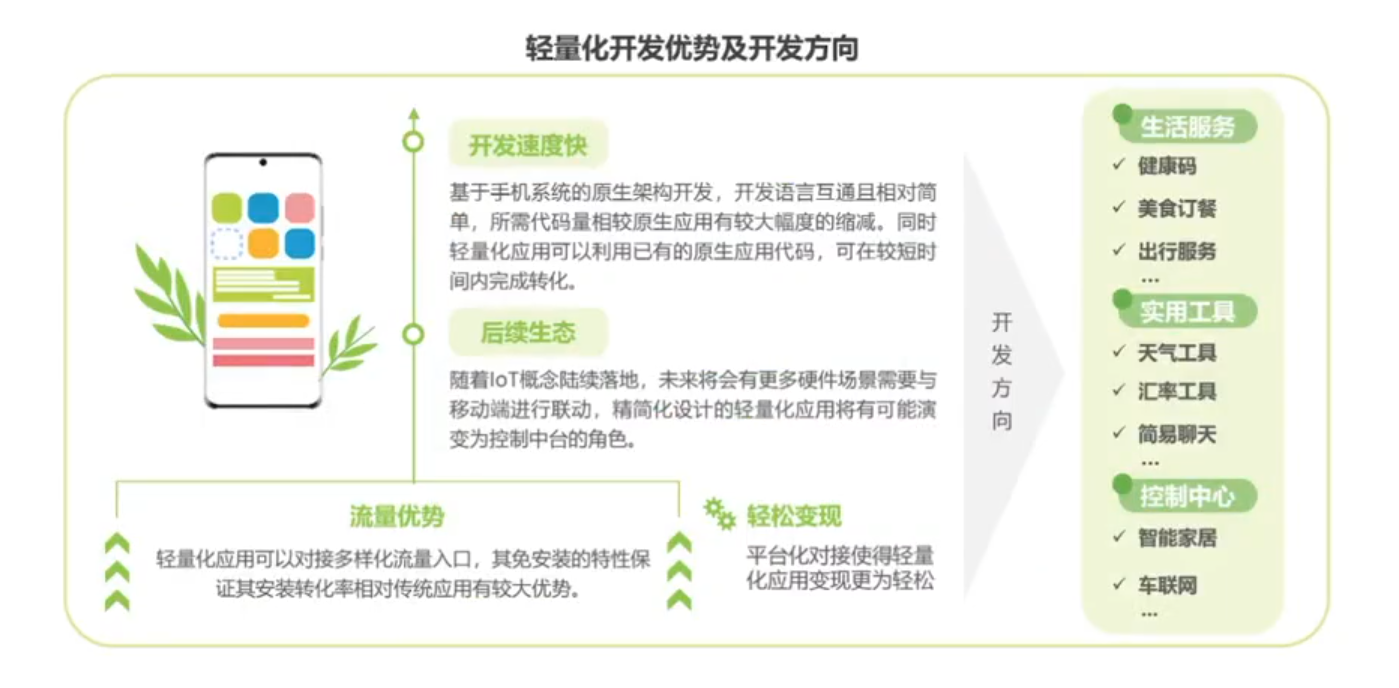 轻量化开发优势及开发方向
开发速度快
基于手机系统的原生架构开发，开发语言互通且相对简
单，所需代码量相较原生应用有较大幅度的缩减。同时
轻量化应用可以利用已有的原生应用代码，可在较短时
间内完成转化。
后续生态
随着IoT概念陆续落地，未来将会有更多硬件场景需要与
移动端进行联动，精简化设计的轻量化应用将有可能演
变为控制中台的角色。
流量优势
轻量化应用可以对接多样化流量入口，其免安装的特性保
证其安装转化率相对传统应用有较大优势。
轻松变现
平台化对接使得轻量
化应用变现更为轻松
开
发
方
向
生活服务
✓ 健康码
✓ 美食订餐
✓ 出行服务
...
实用工具
✓ 天气工具
✓ 汇率工具
✓ 简易聊天
...
控制中心
✓ 智能家居
✓ 车联网
...